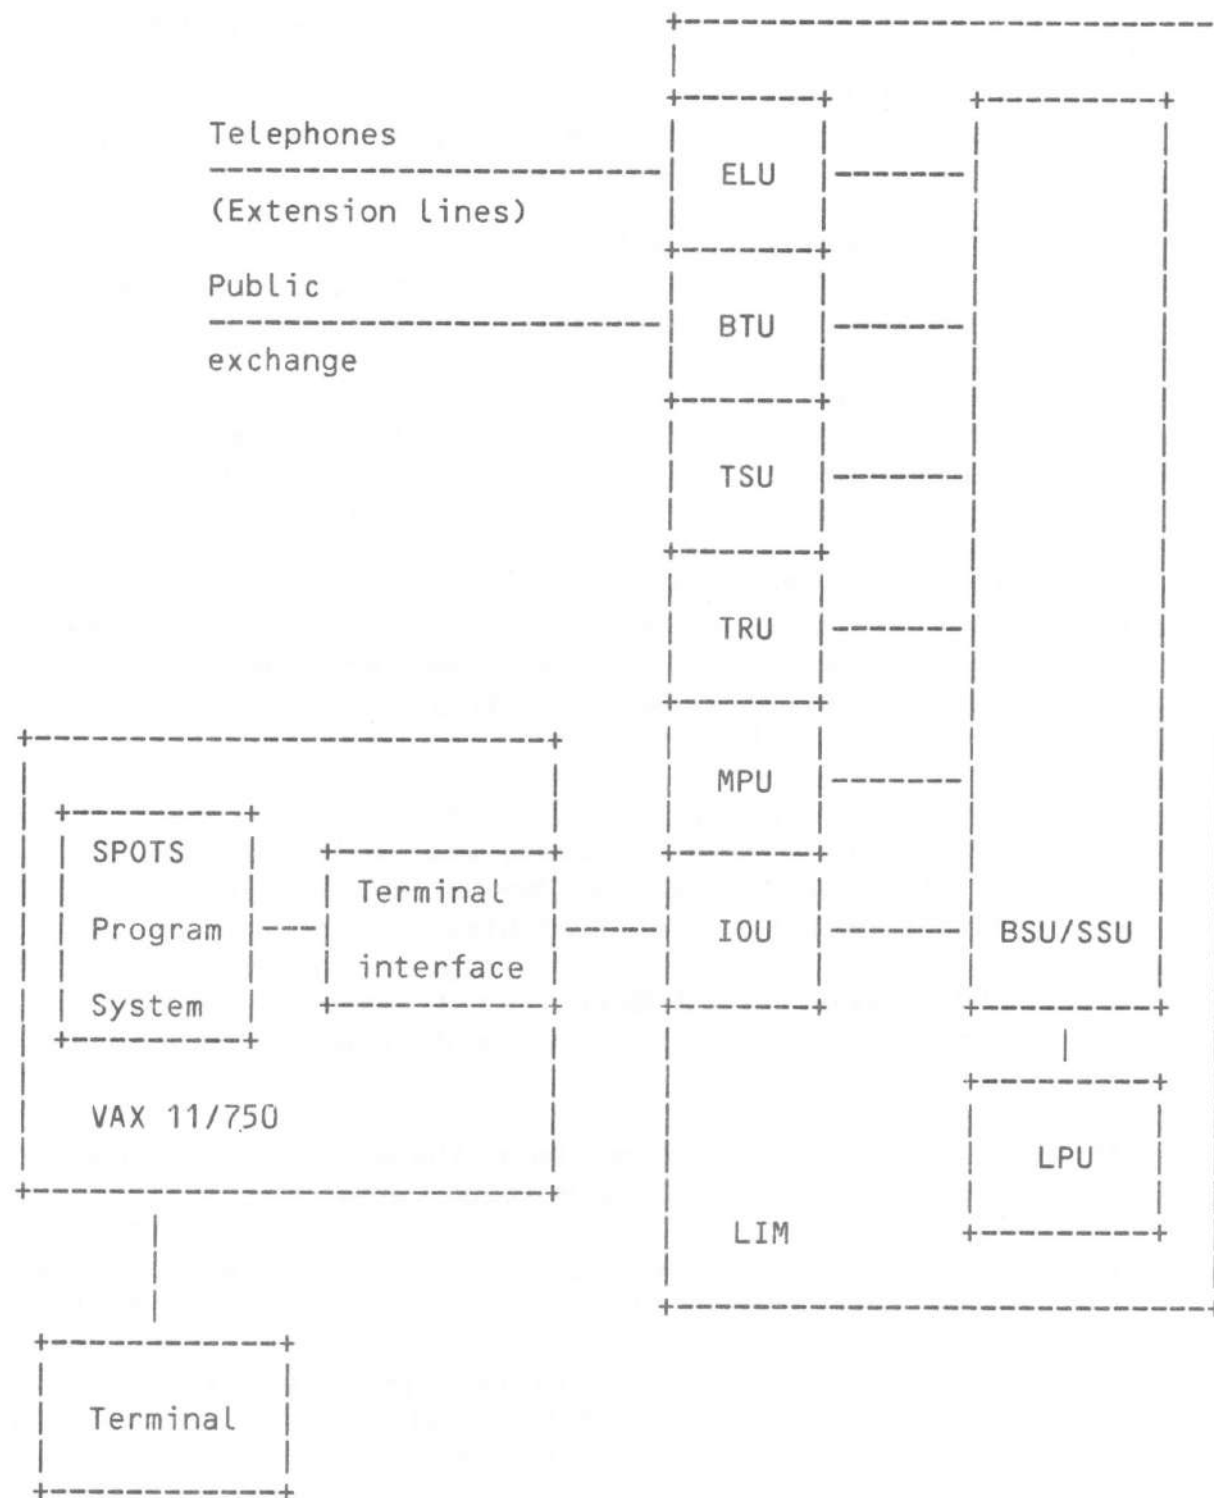 Telephones
ELU
(Extension lines)
Public
BTU
exchange
TSU
TRU
MPU
SPOTS
Terminal
Program
IOU
BSU/SSU
interface
System
VAX 11/750
LPU
LIM
Terminal